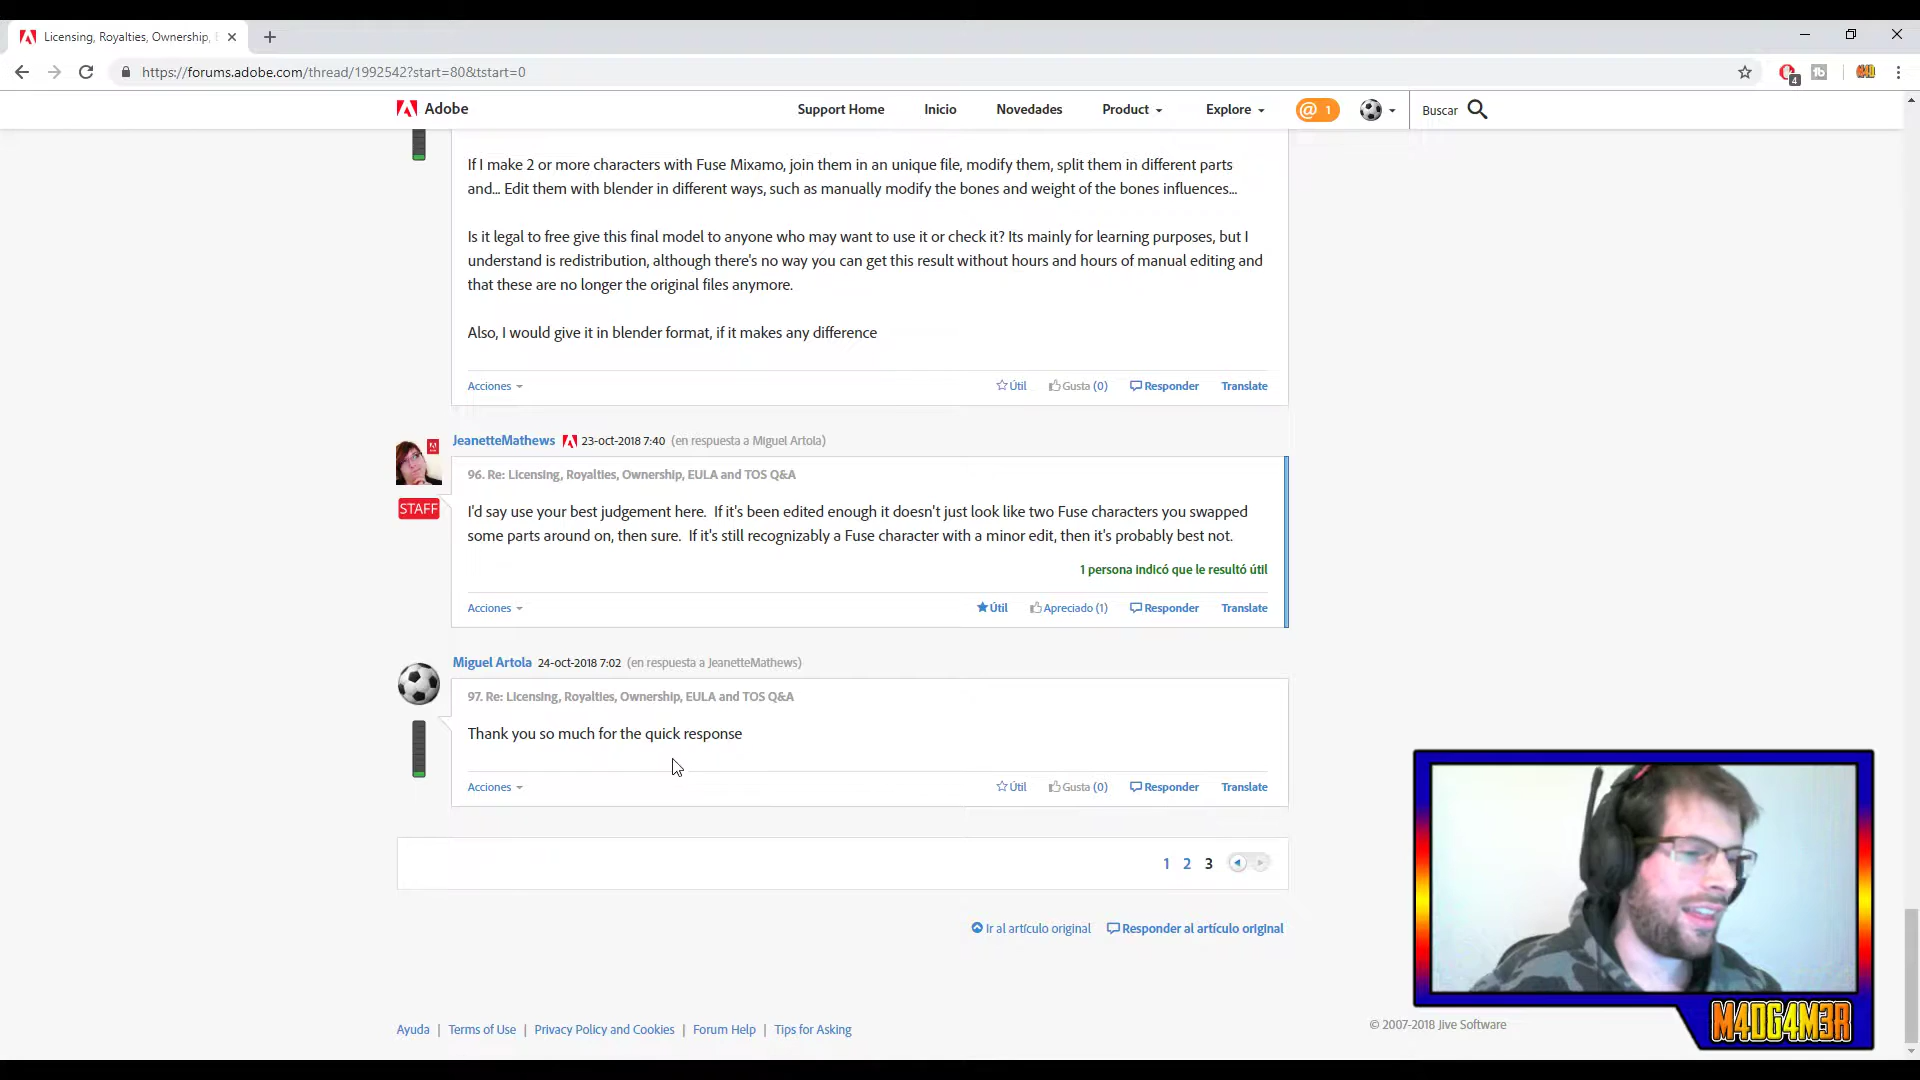 Licensing, Royalties, Ownership, E
https://forums.adobe.com/thread/1992542?start=80&tstart=0
4
Adobe
Support Home
Inicio
Novedades
Product
Explore
@ 1
Buscar
If I make 2 or more characters with Fuse Mixamo, join them in an unique file, modify them, split them in different parts
and... Edit them with blender in different ways, such as manually modify the bones and weight of the bones influences...
Is it legal to free give this final model to anyone who may want to use it or check it? Its mainly for learning purposes, but I
understand is redistribution, although there's no way you can get this result without hours and hours of manual editing and
that these are no longer the original files anymore.
Also, I would give it in blender format, if it makes any difference
Acciones
Útil
Gusta (0)
Responder
Translate
JeanetteMathews 23-oct-2018 7:40 (en respuesta a Miguel Artola)
STAFF
96. Re: Licensing, Royalties, Ownership, EULA and TOS Q&A
I'd say use your best judgement here. If it's been edited enough it doesn't just look like two Fuse characters you swapped
some parts around on, then sure. If it's still recognizably a Fuse character with a minor edit, then it's probably best not.
1 persona indicó que le resultó útil
Acciones
Útil
Apreciado (1)
Responder
Translate
Miguel Artola 24-oct-2018 7:02 (en respuesta a JeanetteMathews)
97. Re: Licensing, Royalties, Ownership, EULA and TOS Q&A
Thank you so much for the quick response
Acciones
Útil
Gusta (0)
Responder
Translate
1 2 3
Ir al artículo original
Responder al artículo original
Ayuda | Terms of Use | Privacy Policy and Cookies | Forum Help | Tips for Asking
© 2007-2018 Jive Software
M4DG4M3R